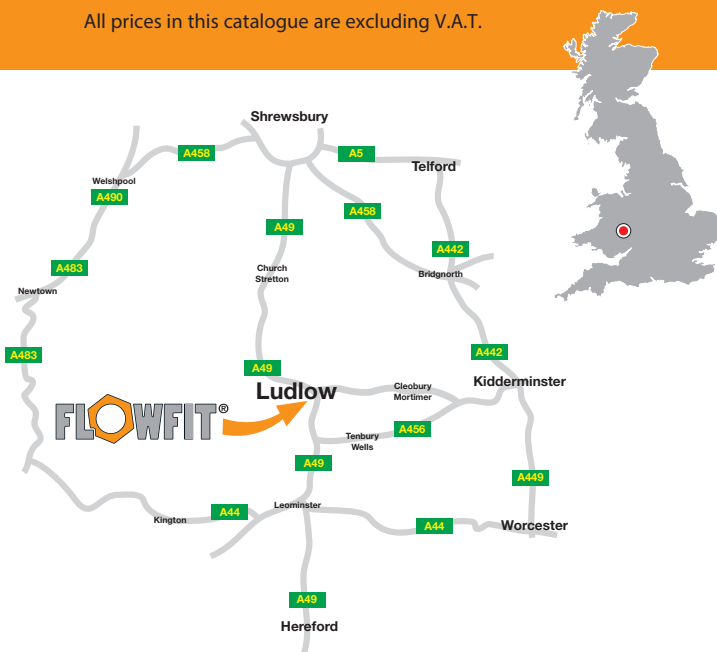 All prices in this catalogue are excluding V.A.T.
Shrewsbury
A458
A5
Telford
Welshpool
A490
A458
A49
A442
A483
Church
Stretton
Bridgnorth
Newtown
A483
A442
A49
Ludlow
Cleobury
Mortimer
Kidderminster
FLOWFIT®
A456
Tenbury
Wells
A49
A449
Leominster
A44
Kington
A44
Worcester
A49
Hereford